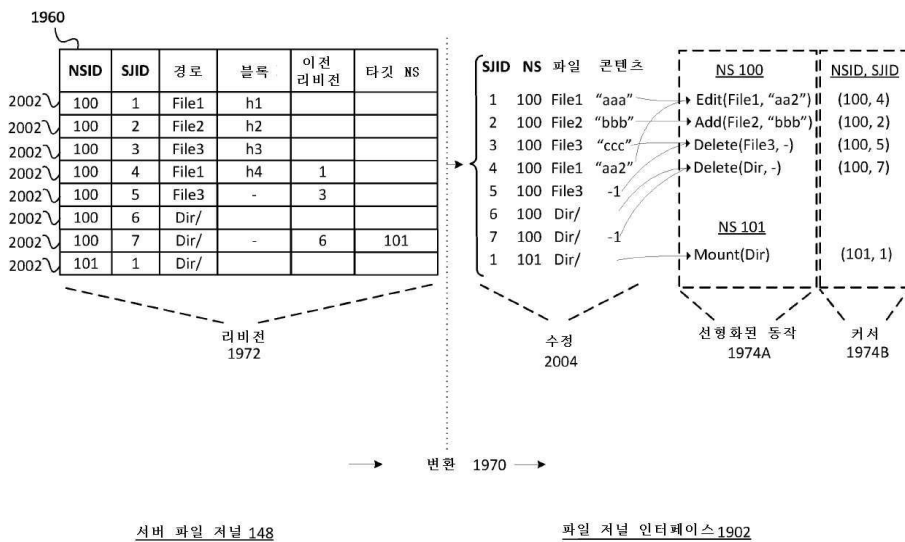 1960
NSID SJID 경로 블록 이전 리비전 타깃 NS
2002 100 1 File1 h1
2002 100 2 File2 h2
2002 100 3 File3 h3
2002 100 4 File1 h4 1
2002 100 5 File3 - 3
2002 100 6 Dir/
2002 100 7 Dir/ - 6 101
2002 101 1 Dir/
리비전
1972
SJID NS 파일 콘텐츠
1 100 File1 “aaa”
2 100 File2 “bbb”
3 100 File3 “ccc”
4 100 File1 “aa2”
5 100 File3 -1
6 100 Dir/
7 100 Dir/ -1
1 101 Dir/
수정
2004
NS 100
Edit(File1, “aa2”)
Add(File2, “bbb”)
Delete(File3, -)
Delete(Dir, -)
NS 101
Mount(Dir)
선형화된 동작
1974A
NSID, SJID
(100, 4)
(100, 2)
(100, 5)
(100, 7)
(101, 1)
커서
1974B
변환 1970
서버 파일 저널 148
파일 저널 인터페이스 1902